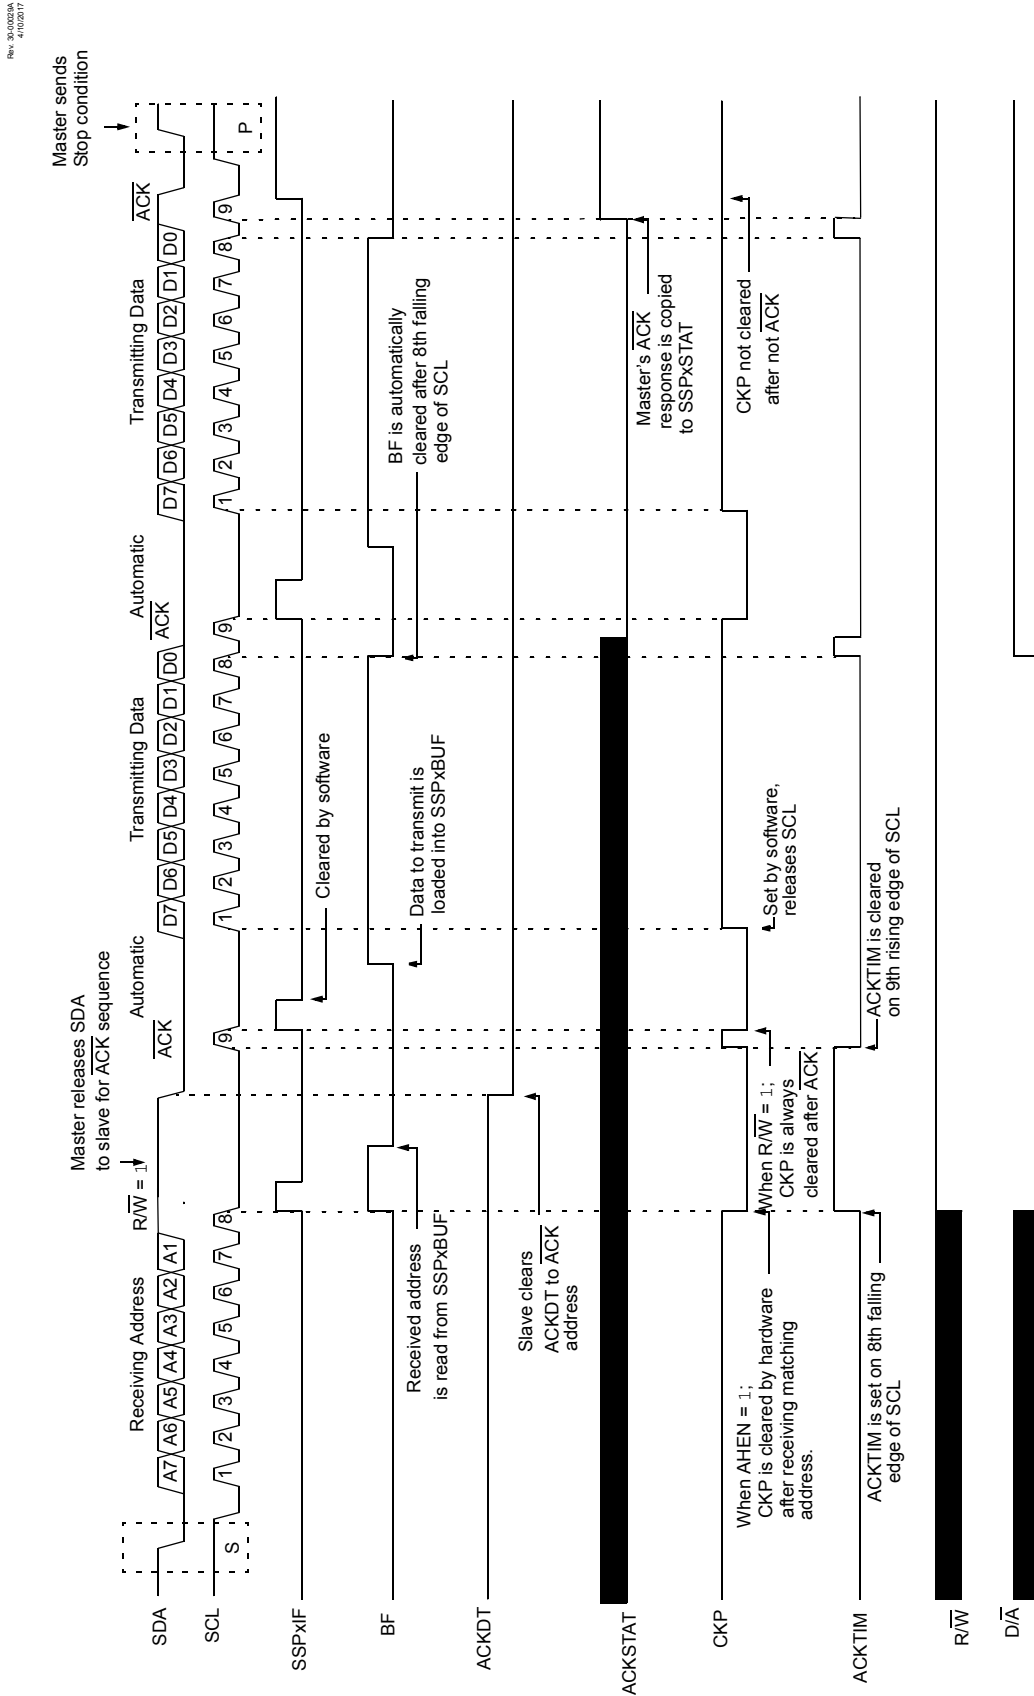 Rev. 30-00029A
4/10/2017
Master sends
Stop condition
Master releases SDA
to slave for ACK sequence
Receiving Address
R/W = 1
Automatic
ACK
Transmitting Data
Automatic
ACK
Transmitting Data
ACK
SDA
A7 A6 A5 A4 A3 A2 A1
D7 D6 D5 D4 D3 D2 D1 D0
D7 D6 D5 D4 D3 D2 D1 D0
SCL
S
1 2 3 4 5 6 7 8 9
1 2 3 4 5 6 7 8 9
1 2 3 4 5 6 7 8 9
P
SSPxIF
Cleared by software
BF
Received address
is read from SSPxBUF
Data to transmit is
loaded into SSPxBUF
BF is automatically
cleared after 8th falling
edge of SCL
ACKDT
Slave clears
ACKDT to ACK
address
ACKSTAT
Master's ACK
response is copied
to SSPxSTAT
CKP
When AHEN = 1;
CKP is cleared by hardware
after receiving matching
address.
When R/W = 1;
CKP is always
cleared after ACK
Set by software,
releases SCL
CKP not cleared
after not ACK
ACKTIM
ACKTIM is set on 8th falling
edge of SCL
ACKTIM is cleared
on 9th rising edge of SCL
R/W
D/A